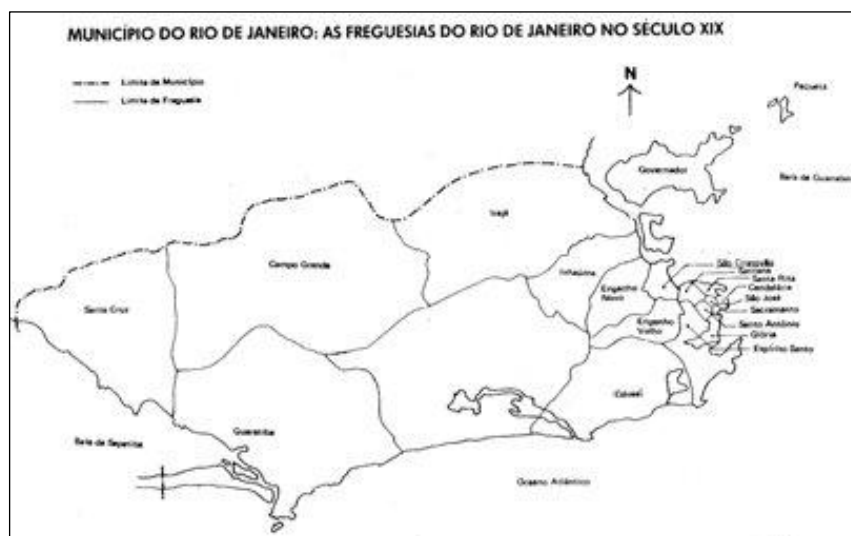 MUNICÍPIO DO RIO DE JANEIRO: AS FREGUESIAS DO RIO DE JANEIRO NO SÉCULO XIX
Limite de Município
Limite de Freguesia
N
Paquetá
Governador
Baía de Guanabara
Irajá
Campo Grande
Inhaúma
São Cristóvão
Santana
Santa Rita
Candelária
São José
Sacramento
Santo Antônio
Glória
Espírito Santo
Engenho Novo
Engenho Velho
Santa Cruz
Guaratiba
Baía de Sepetiba
Oceano Atlântico